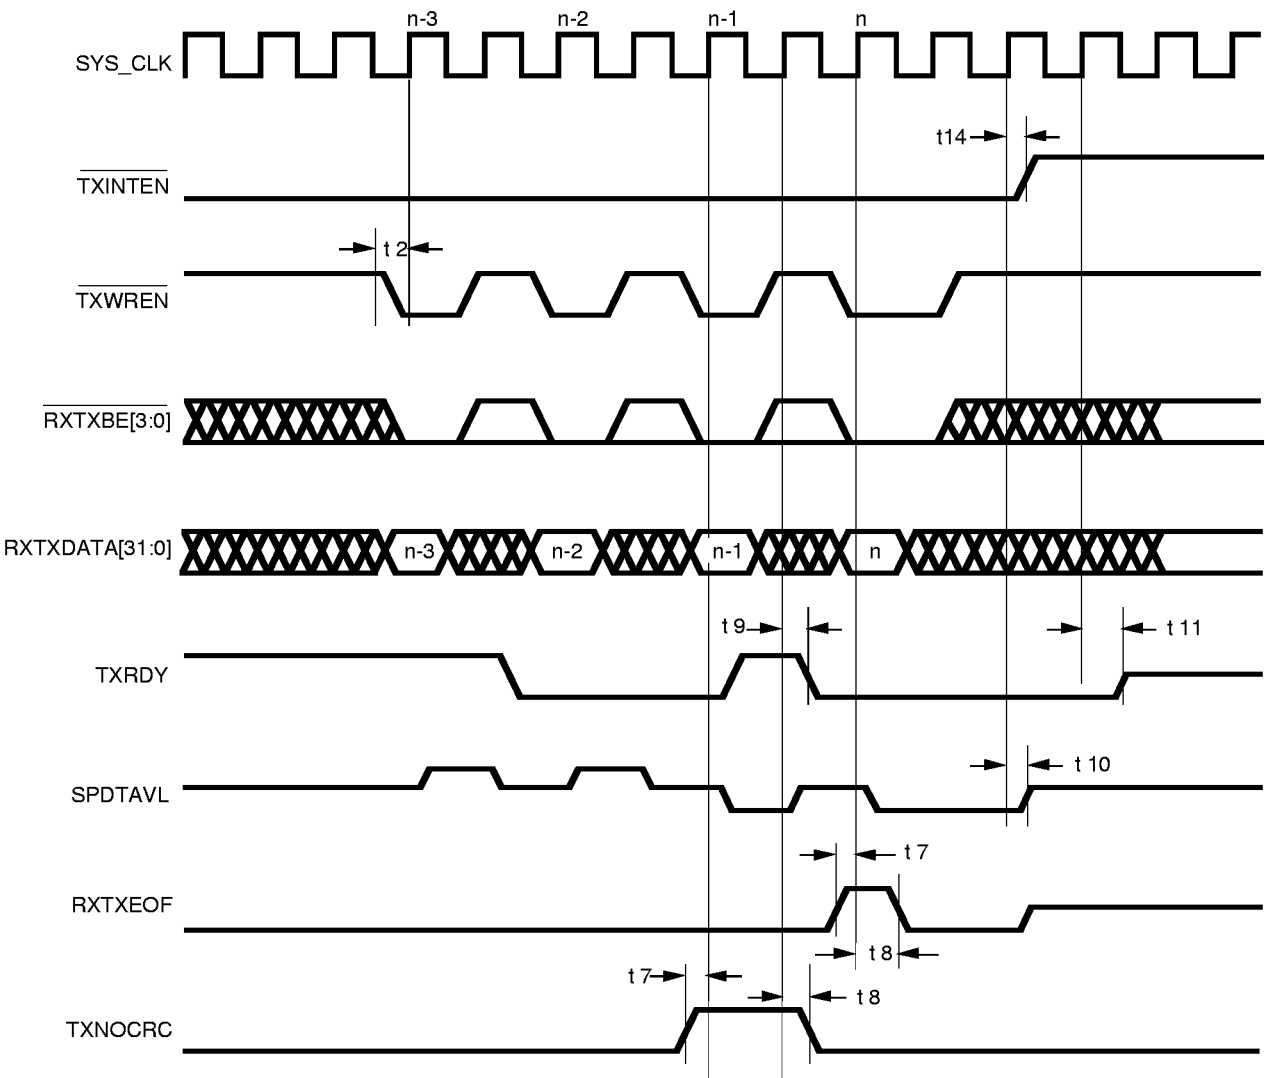 n-3 n-2 n-1 n
SYS_CLK
t14
TXINTEN
t 2
TXWREN
RXTXBE[3:0]
RXTXDATA[31:0] n-3 n-2 n-1 n
t 9 t 11
TXRDY
t 10
SPDTAVL
t 7
RXTXEOF
t 8
t 7
t 8
TXNOCRC